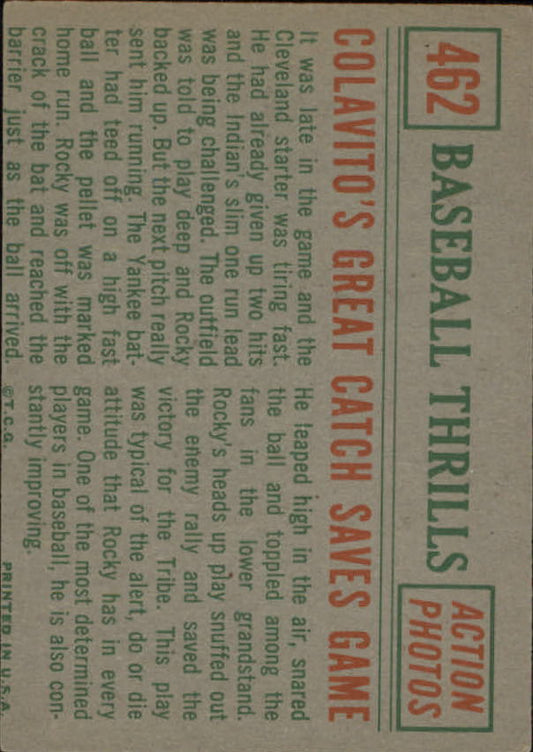 462
BASEBALL THRILLS
ACTION
PHOTOS
COLAVITO'S GREAT CATCH SAVES GAME
It was late in the game and the
Cleveland starter was tiring fast.
He had already given up two hits
and the Indian's slim one run lead
was being challenged. The outfield
was told to play deep and Rocky
backed up. But the next pitch really
sent him running. The Yankee bat-
ter had teed off on a high fast
ball and the pellet was marked
home run. Rocky was off with the
crack of the bat and reached the
barrier just as the ball arrived.
He leaped high in the air, snared
the ball and toppled among the
fans in the lower grandstand.
Rocky's heads up play snuffed out
the enemy rally and saved the
victory for the Tribe. This play
was typical of the alert, do or die
attitude that Rocky has in every
game. One of the most determined
players in baseball, he is also con-
stantly improving.
©T.C.G.
PRINTED IN U.S.A.